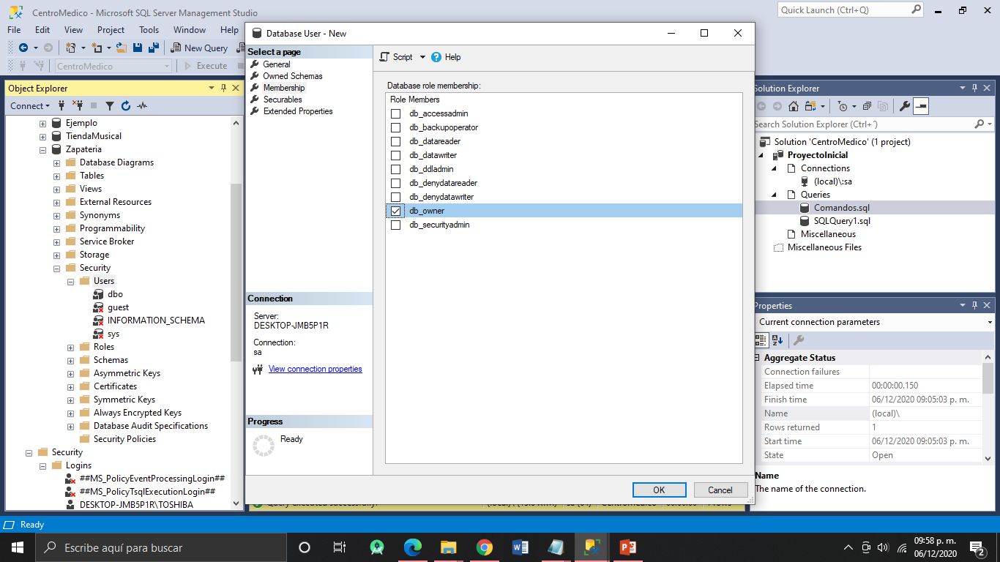 CentroMedico - Microsoft SQL Server Management Studio
Quick Launch (Ctrl+Q)
File Edit View Project Tools Window Help
New Query
CentroMedico
Execute
Object Explorer
Connect
Ejemplo
TiendaMusical
Zapateria
Database Diagrams
Tables
Views
External Resources
Synonyms
Programmability
Service Broker
Storage
Security
Users
dbo
guest
INFORMATION_SCHEMA
sys
Roles
Schemas
Asymmetric Keys
Certificates
Symmetric Keys
Always Encrypted Keys
Database Audit Specifications
Security Policies
Security
Logins
##MS_PolicyEventProcessingLogin##
##MS_PolicyTsqlExecutionLogin##
DESKTOP-JMB5P1R\TOSHIBA
Database User - New
Select a page
General
Owned Schemas
Membership
Securables
Extended Properties
Connection
Server:
DESKTOP-JMB5P1R
Connection:
sa
View connection properties
Progress
Ready
Script Help
Database role membership:
Role Members
db_accessadmin
db_backupoperator
db_datareader
db_datawriter
db_ddladmin
db_denydatareader
db_denydatawriter
db_owner
db_securityadmin
OK Cancel
Solution Explorer
Search Solution Explorer (Ctrl+´)
Solution 'CentroMedico' (1 project)
ProyectoInicial
Connections
(local)\:sa
Queries
Comandos.sql
SQLQuery1.sql
Miscellaneous
Miscellaneous Files
Properties
Current connection parameters
Aggregate Status
Connection failures
Elapsed time 00:00:00.150
Finish time 06/12/2020 09:05:03 p. m.
Name (local)\
Rows returned 1
Start time 06/12/2020 09:05:03 p. m.
State Open
Name
The name of the connection.
Ready
Escribe aquí para buscar
09:58 p. m.
06/12/2020
2